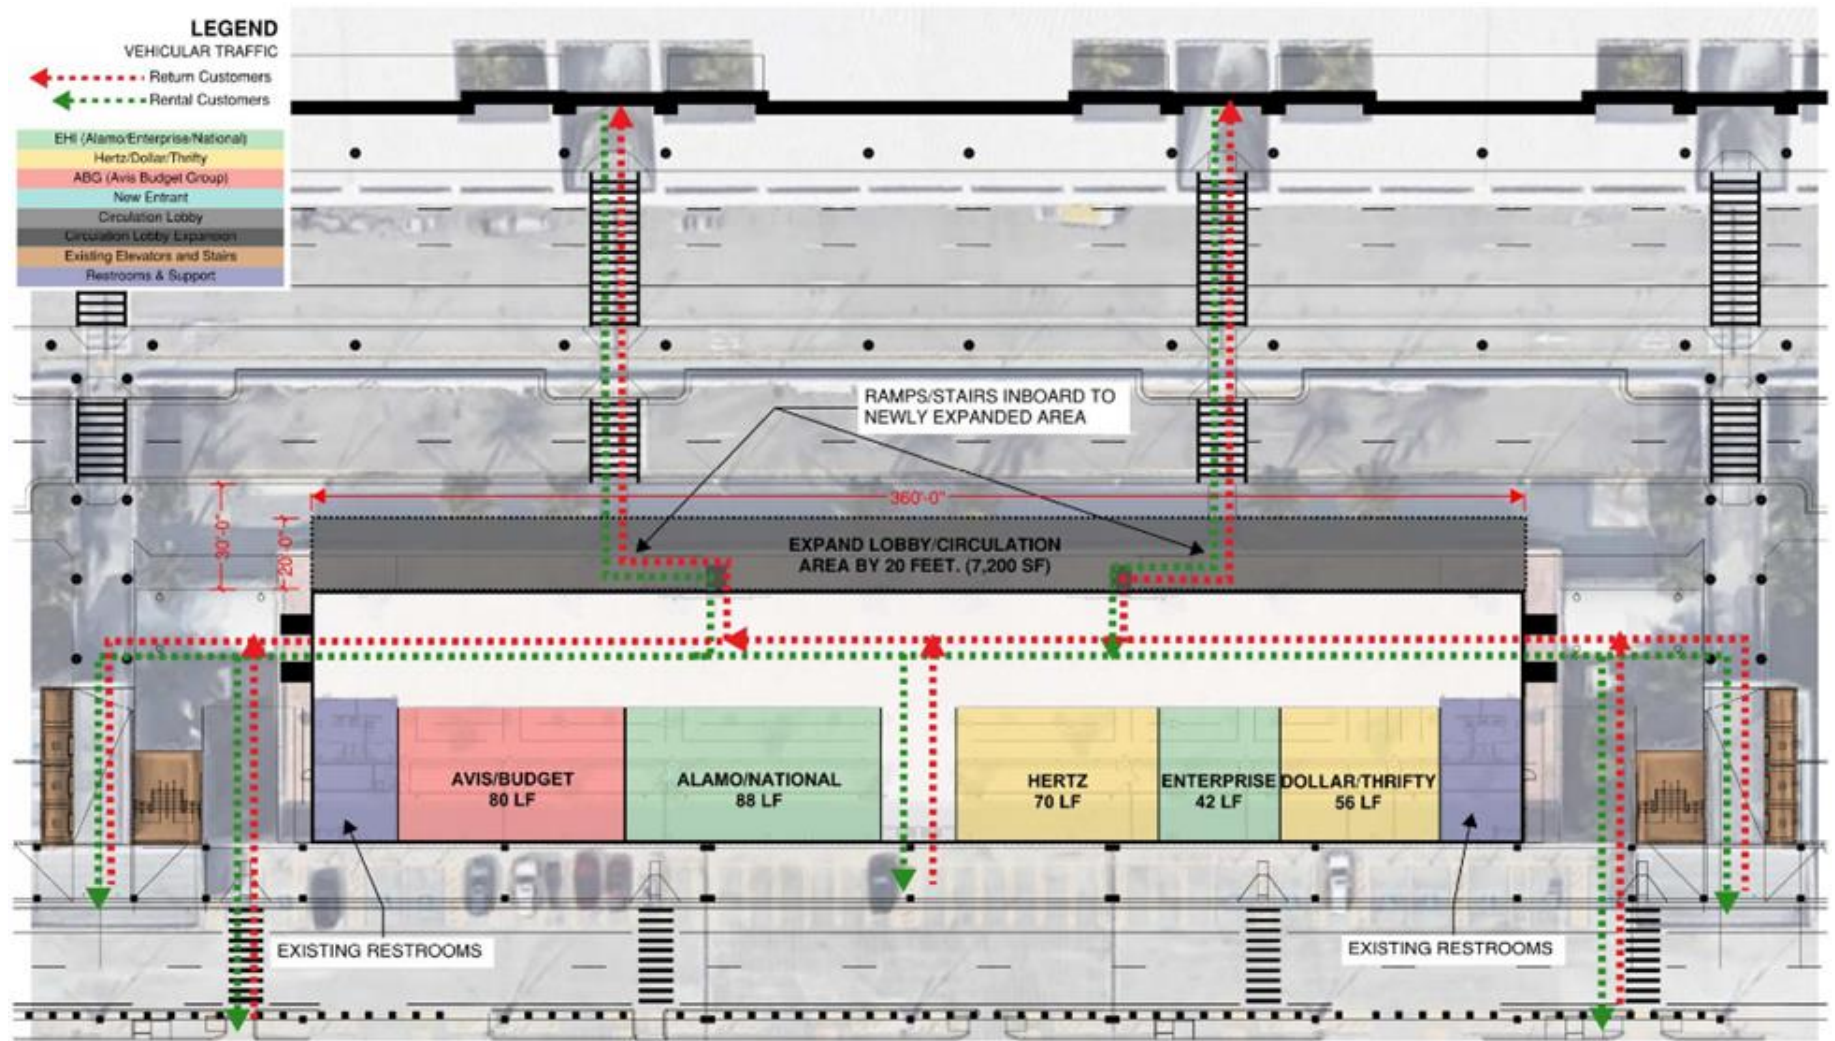 LEGEND
VEHICULAR TRAFFIC
Return Customers
Rental Customers
EHI (Alamo/Enterprise/National)
Hertz/Dollar/Thrifty
ABG (Avis Budget Group)
New Entrant
Circulation Lobby
Circulation Lobby Expansion
Existing Elevators and Stairs
Restrooms & Support
RAMPS/STAIRS INBOARD TO
NEWLY EXPANDED AREA
360'-0"
30'-0"
20'-0"
EXPAND LOBBY/CIRCULATION
AREA BY 20 FEET. (7,200 SF)
AVIS/BUDGET
80 LF
ALAMO/NATIONAL
88 LF
HERTZ
70 LF
ENTERPRISE
42 LF
DOLLAR/THRIFTY
56 LF
EXISTING RESTROOMS
EXISTING RESTROOMS